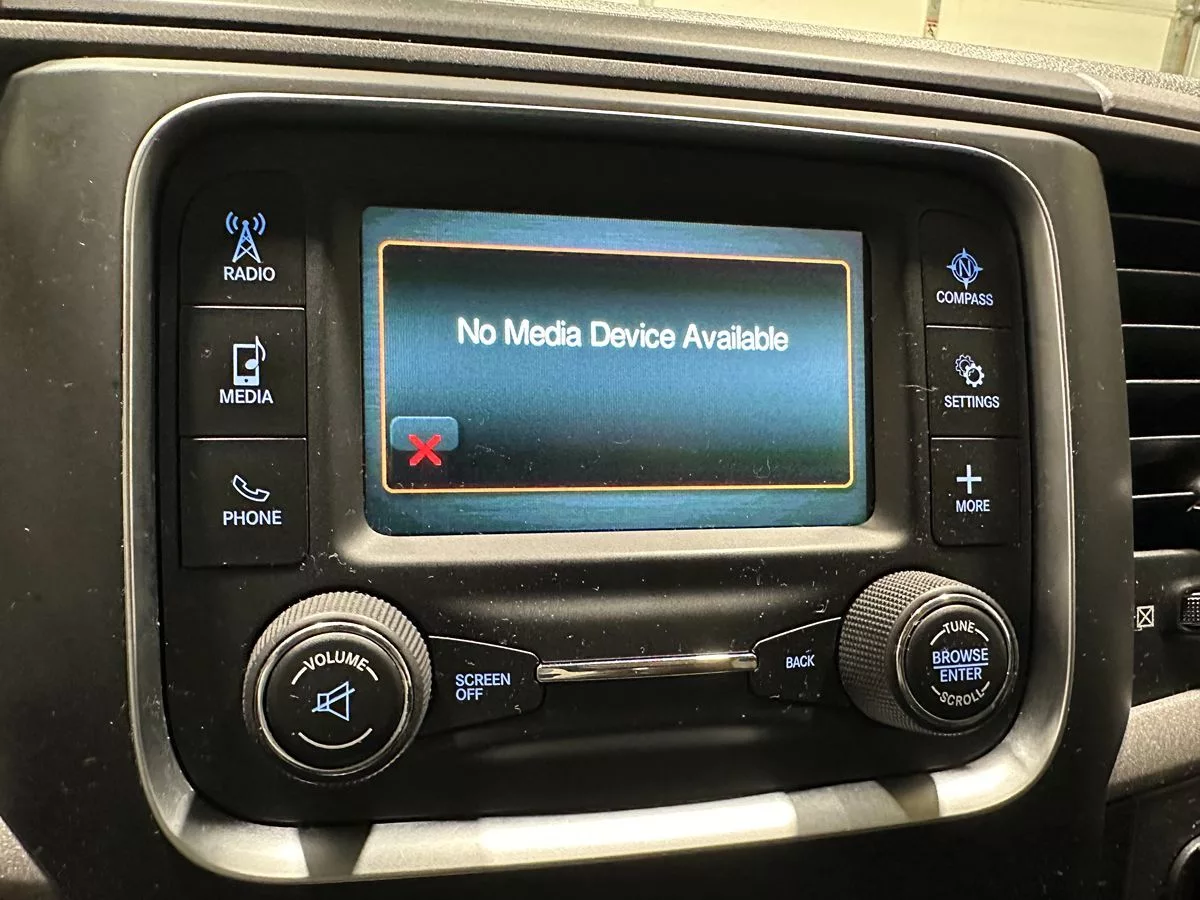 RADIO
MEDIA
PHONE
No Media Device Available
N
COMPASS
SETTINGS
MORE
VOLUME
SCREEN
OFF
BACK
TUNE
BROWSE
ENTER
SCROLL